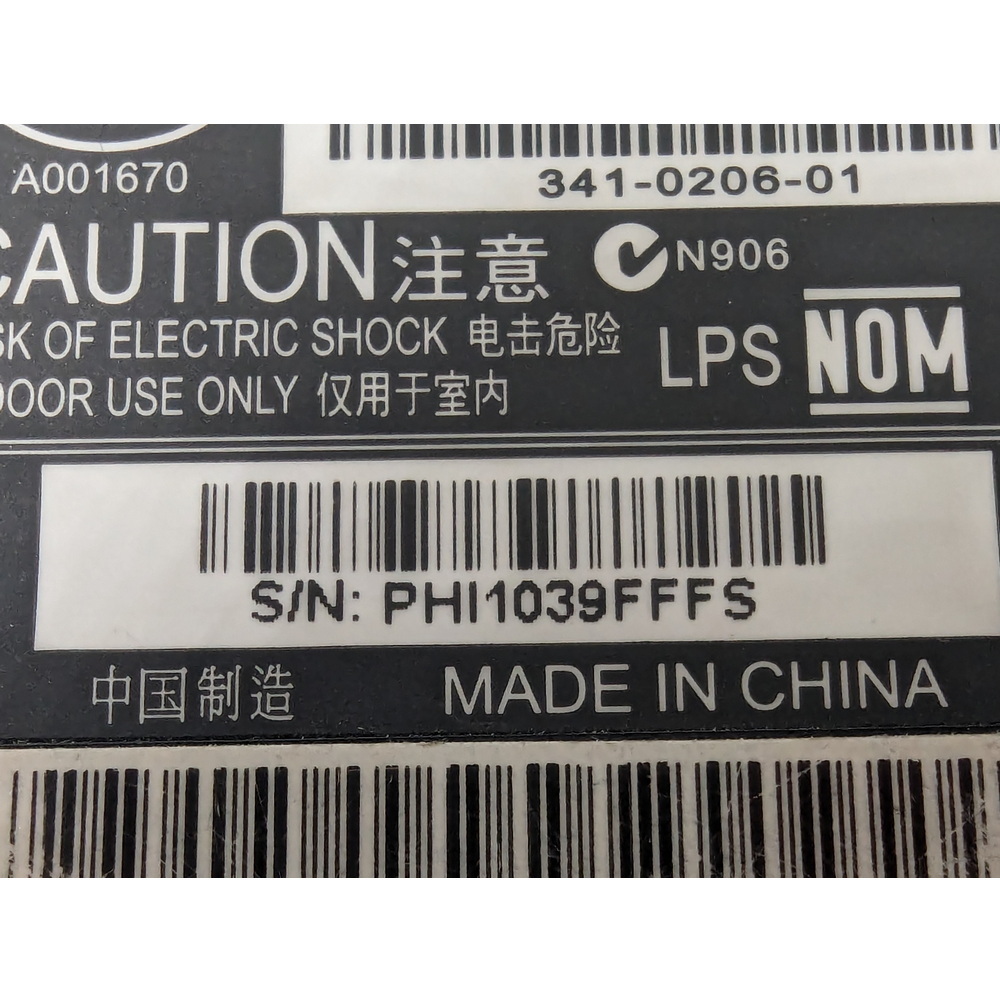 A001670
341-0206-01
CAUTION 注意
N906
SK OF ELECTRIC SHOCK 电击危险
DOOR USE ONLY 仅用于室内
LPS
NOM
S/N: PHI1039FFFS
中国制造 MADE IN CHINA